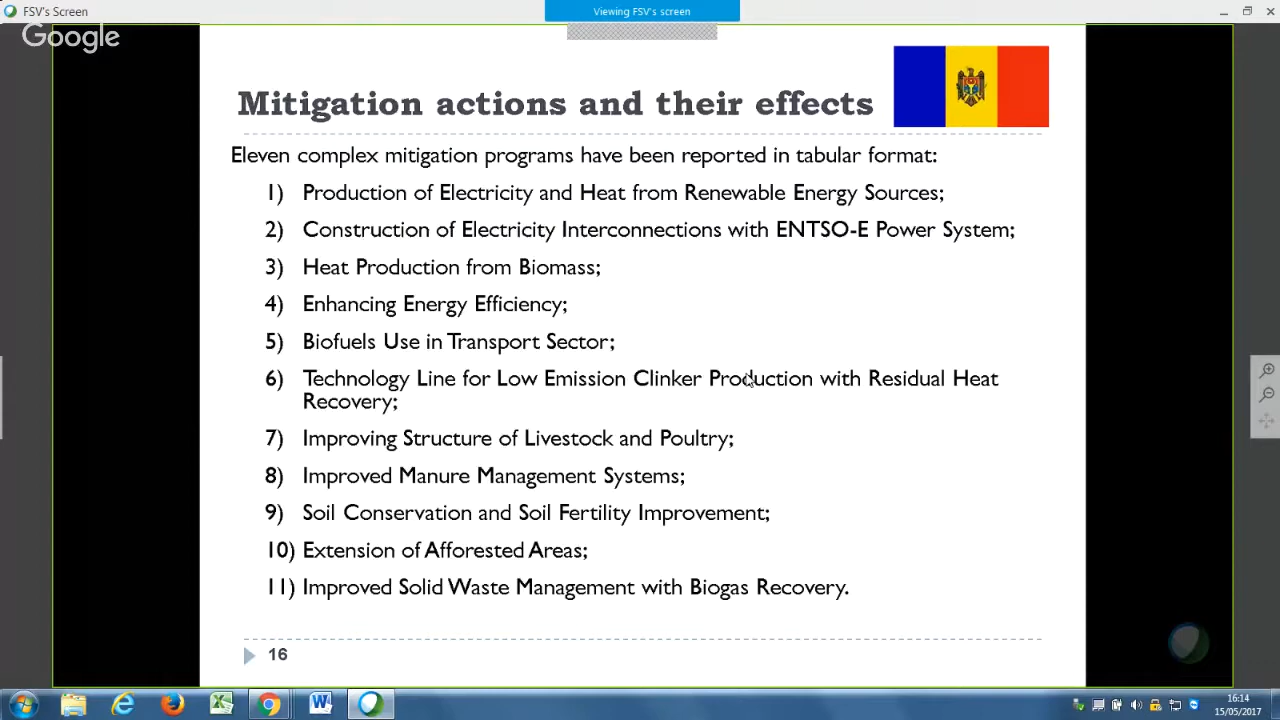 FSV's Screen
Viewing FSV's screen
Google
Mitigation actions and their effects
Eleven complex mitigation programs have been reported in tabular format:
1) Production of Electricity and Heat from Renewable Energy Sources;
2) Construction of Electricity Interconnections with ENTSO-E Power System;
3) Heat Production from Biomass;
4) Enhancing Energy Efficiency;
5) Biofuels Use in Transport Sector;
6) Technology Line for Low Emission Clinker Production with Residual Heat
Recovery;
7) Improving Structure of Livestock and Poultry;
8) Improved Manure Management Systems;
9) Soil Conservation and Soil Fertility Improvement;
10) Extension of Afforested Areas;
11) Improved Solid Waste Management with Biogas Recovery.
16
16:14
15/05/2017